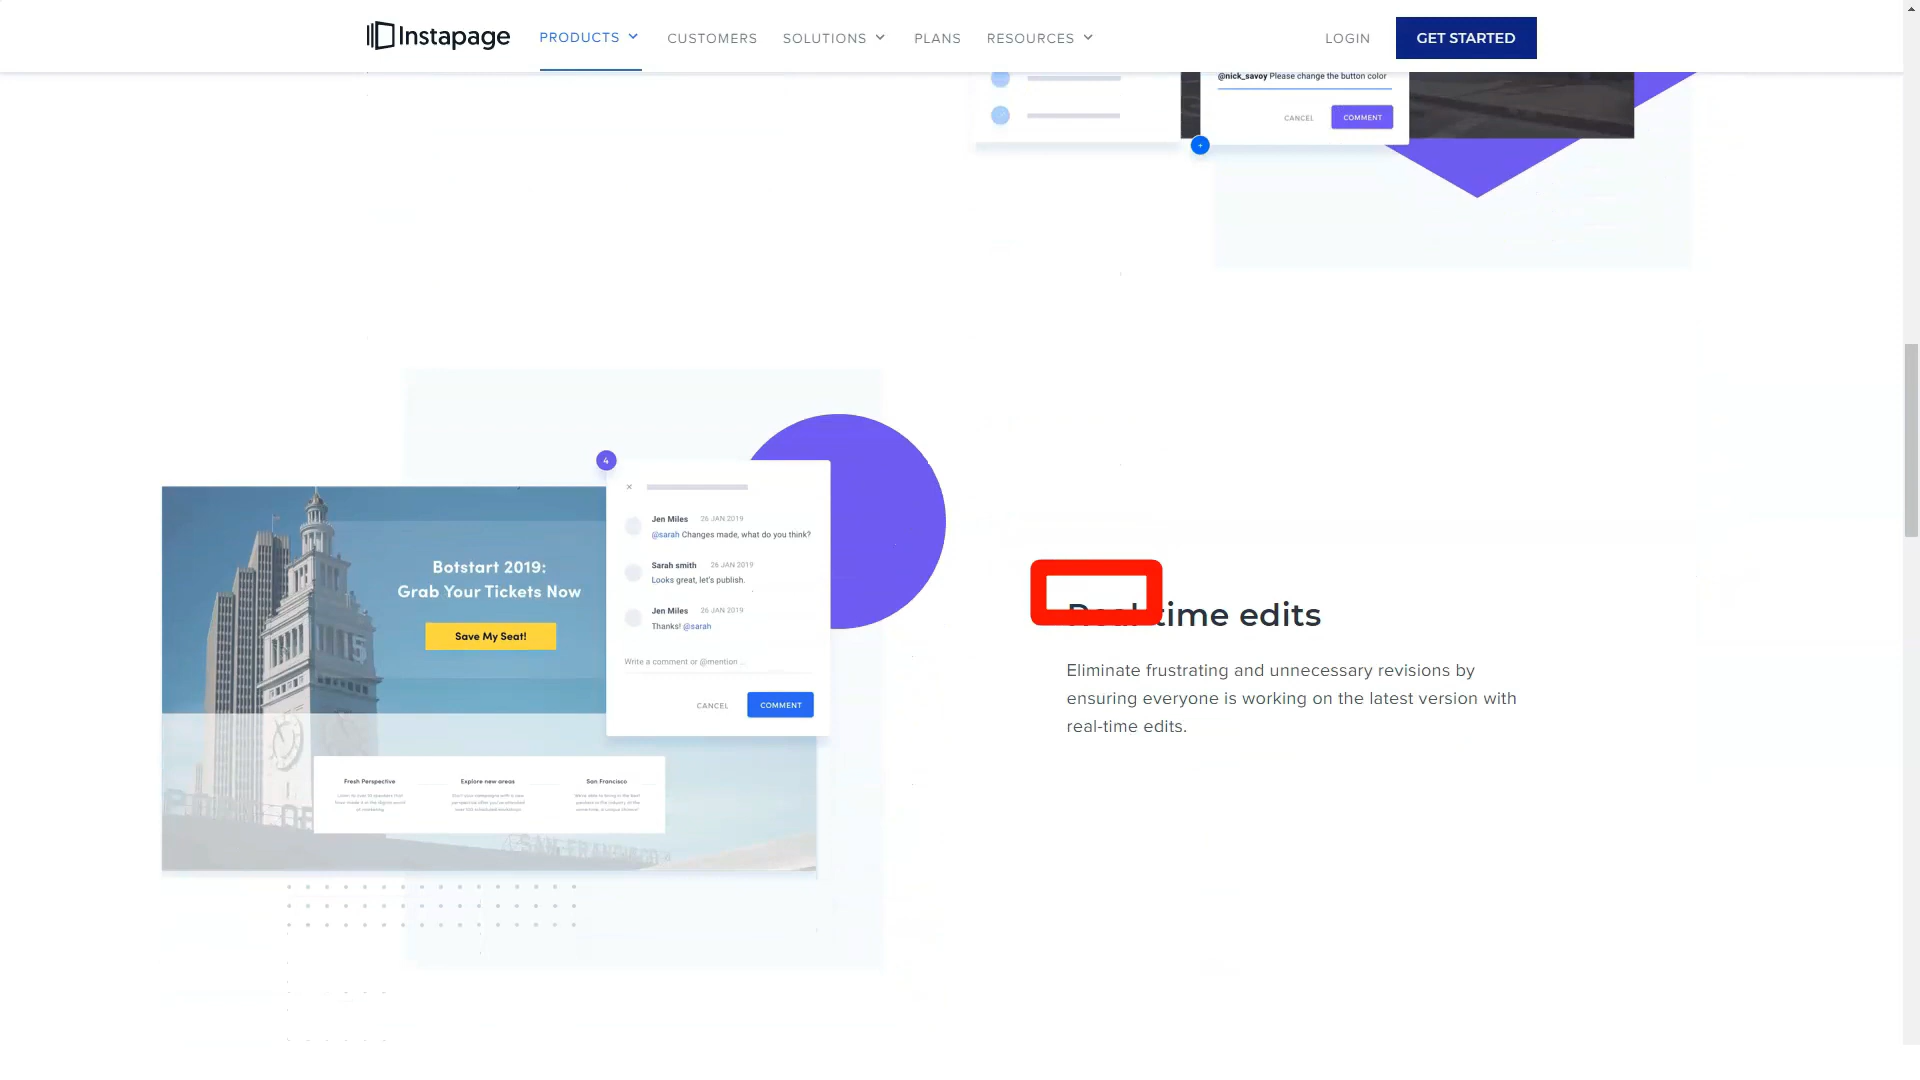 Instapage
PRODUCTS
CUSTOMERS
SOLUTIONS
PLANS
RESOURCES
LOGIN
GET STARTED
@nick_savoy Please change the button color
CANCEL
COMMENT
4
Jen Miles 26 JAN 2019
@sarah Changes made, what do you think?
Sarah smith 26 JAN 2019
Looks great, let's publish.
Jen Miles 26 JAN 2019
Thanks! @sarah
Write a comment or @mention ...
CANCEL
COMMENT
Botstart 2019:
Grab Your Tickets Now
Save My Seat!
Fresh Perspective
Explore new areas
San Francisco
Real-time edits
Eliminate frustrating and unnecessary revisions by
ensuring everyone is working on the latest version with
real-time edits.